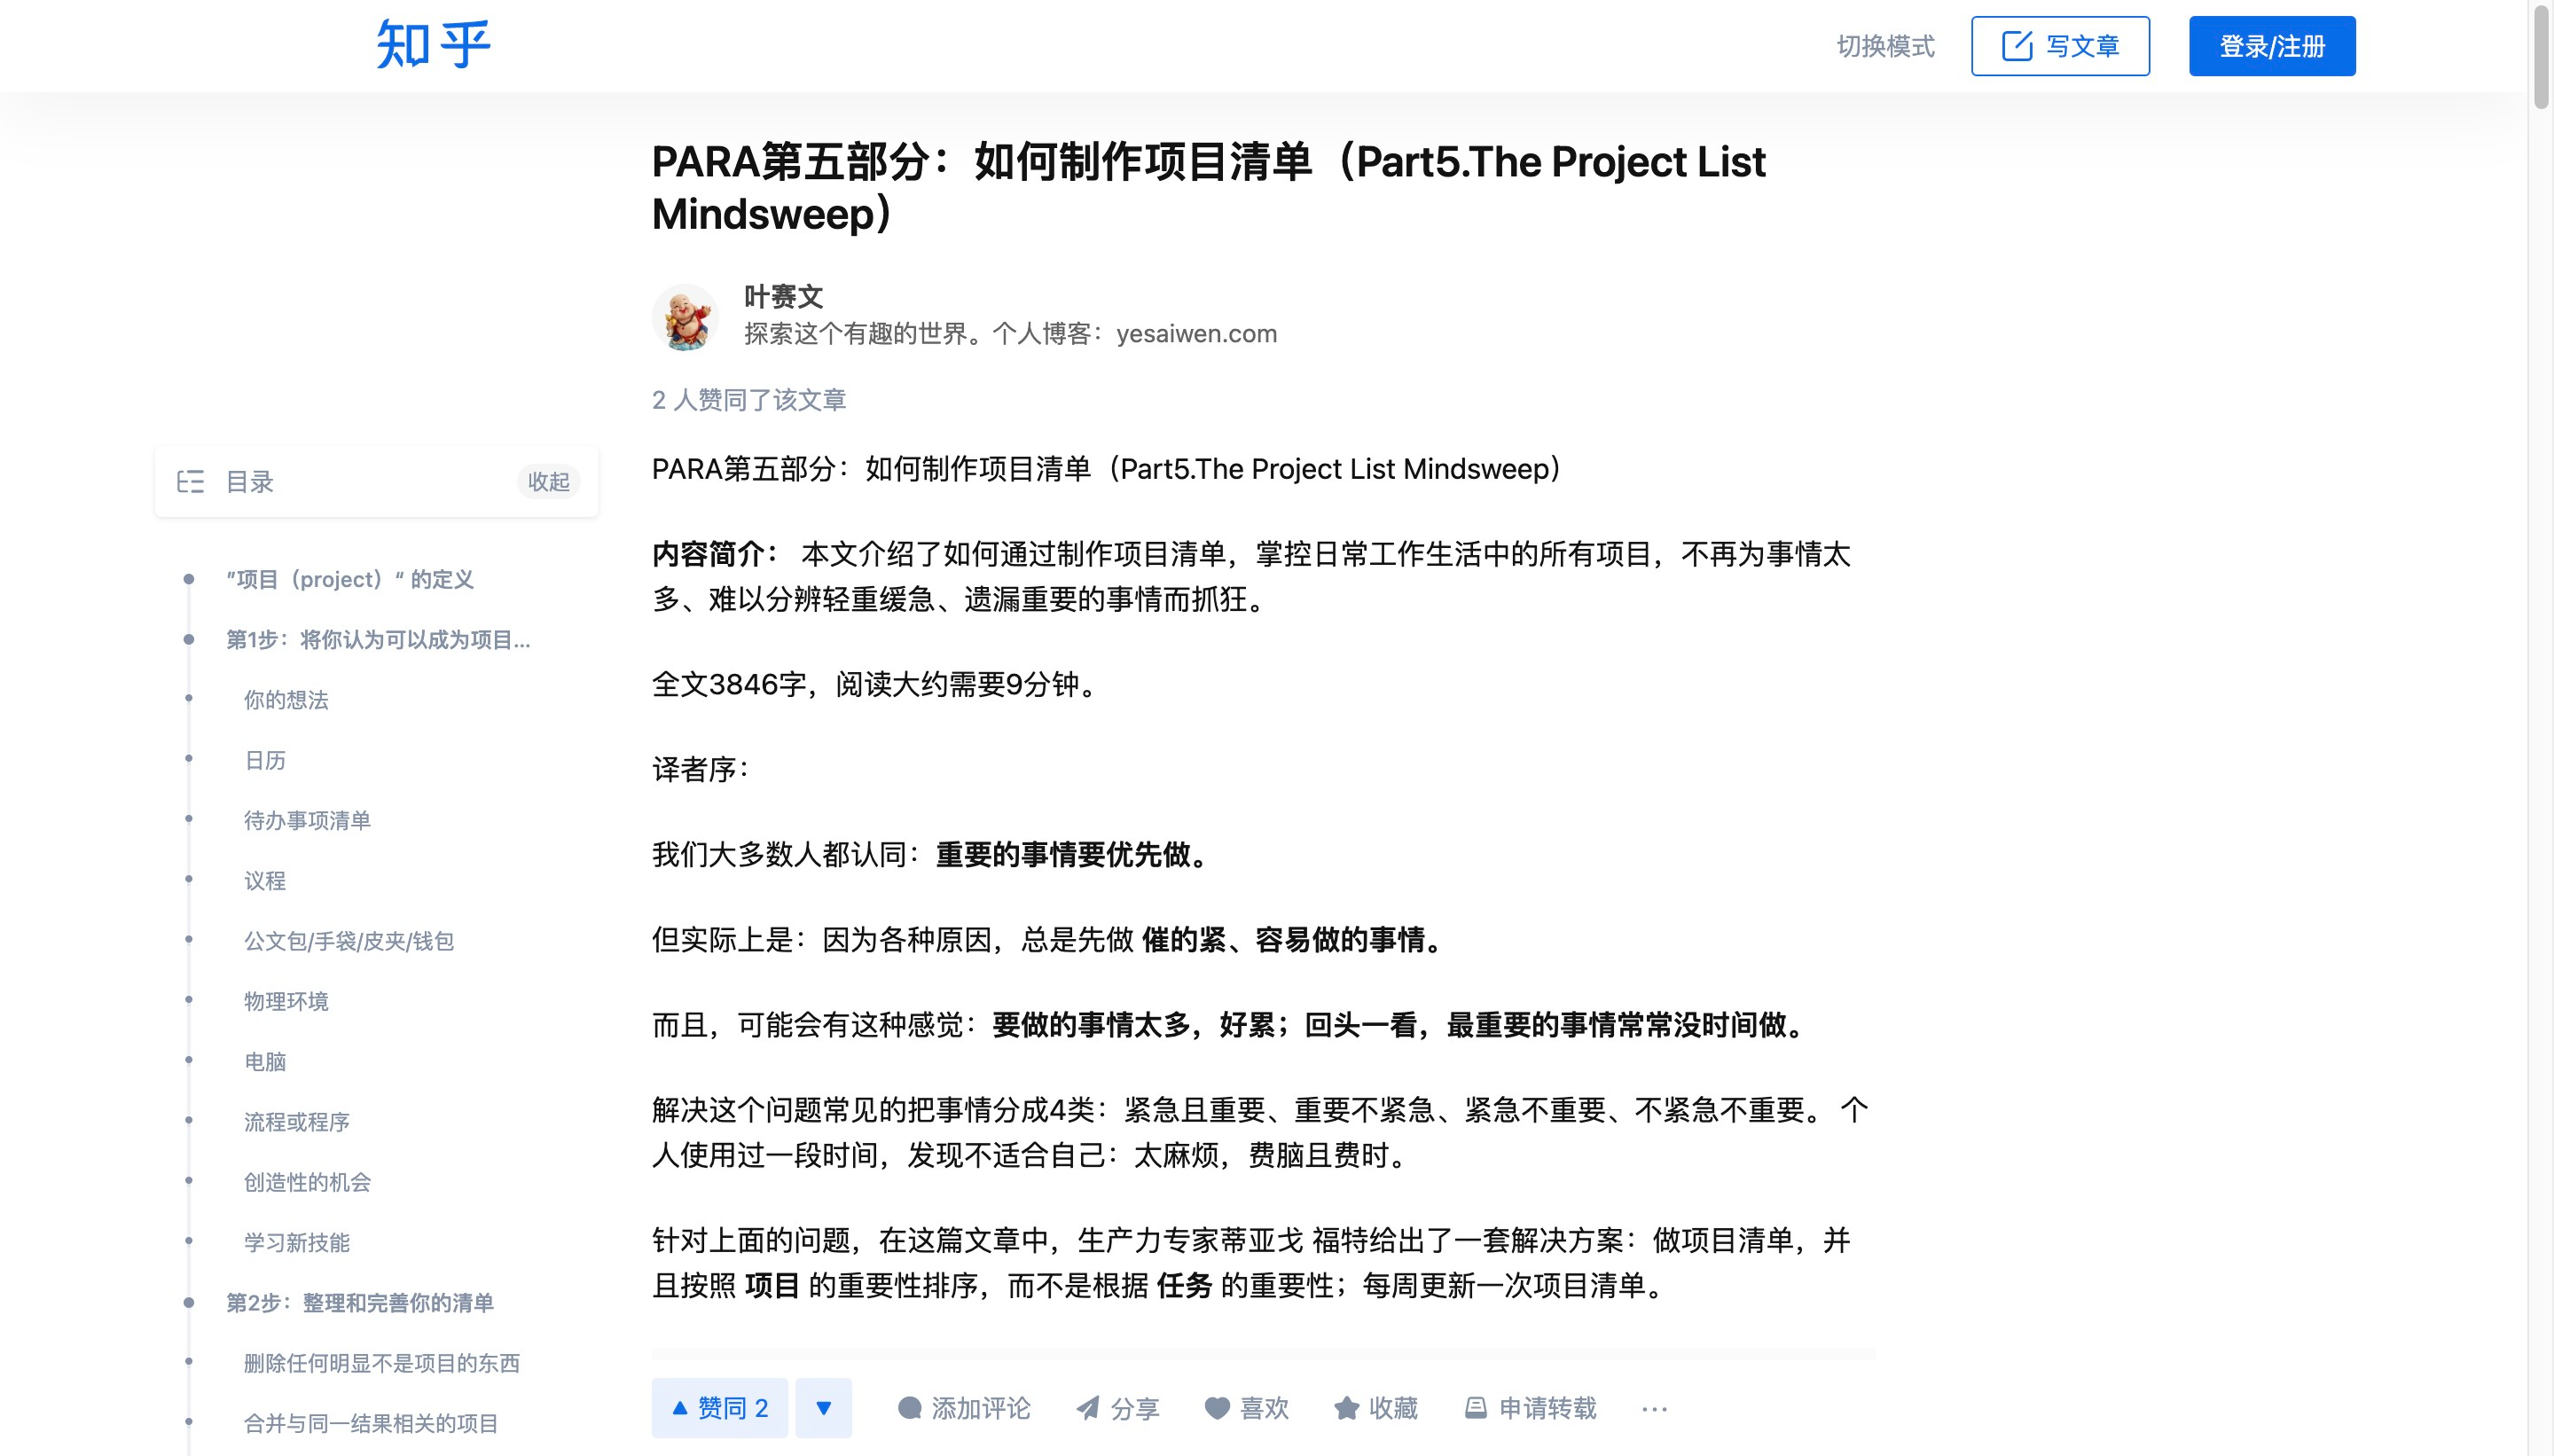 知乎
切换模式
写文章
登录/注册
PARA第五部分：如何制作项目清单（Part5.The Project List
Mindsweep）
叶赛文
探索这个有趣的世界。个人博客：yesaiwen.com
2 人赞同了该文章
目录
收起
”项目（project）“ 的定义
第1步：将你认为可以成为项目...
你的想法
日历
待办事项清单
议程
公文包/手袋/皮夹/钱包
物理环境
电脑
流程或程序
创造性的机会
学习新技能
第2步：整理和完善你的清单
删除任何明显不是项目的东西
合并与同一结果相关的项目
PARA第五部分：如何制作项目清单（Part5.The Project List Mindsweep）
内容简介： 本文介绍了如何通过制作项目清单，掌控日常工作生活中的所有项目，不再为事情太
多、难以分辨轻重缓急、遗漏重要的事情而抓狂。
全文3846字，阅读大约需要9分钟。
译者序：
我们大多数人都认同：重要的事情要优先做。
但实际上是：因为各种原因，总是先做 催的紧、容易做的事情。
而且，可能会有这种感觉：要做的事情太多，好累；回头一看，最重要的事情常常没时间做。
解决这个问题常见的把事情分成4类：紧急且重要、重要不紧急、紧急不重要、不紧急不重要。 个
人使用过一段时间，发现不适合自己：太麻烦，费脑且费时。
针对上面的问题，在这篇文章中，生产力专家蒂亚戈 福特给出了一套解决方案：做项目清单，并
且按照 项目 的重要性排序，而不是根据 任务 的重要性；每周更新一次项目清单。
赞同 2
添加评论
分享
喜欢
收藏
申请转载